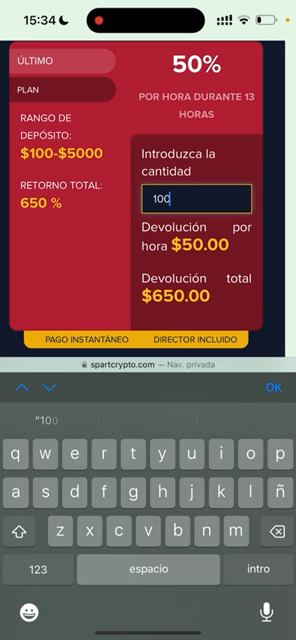 15:34
ÚLTIMO
PLAN
RANGO DE
DEPÓSITO:
$100-$5000
RETORNO TOTAL:
650 %
50%
POR HORA DURANTE 13
HORAS
Introduzca la
cantidad
100
Devolución por
hora $50.00
Devolución total
$650.00
PAGO INSTANTÁNEO
DIRECTOR INCLUIDO
spartcrypto.com — Nav. privada
OK
"100
q w e r t y u i o p
a s d f g h j k l ñ
z x c v b n m
123 espacio intro